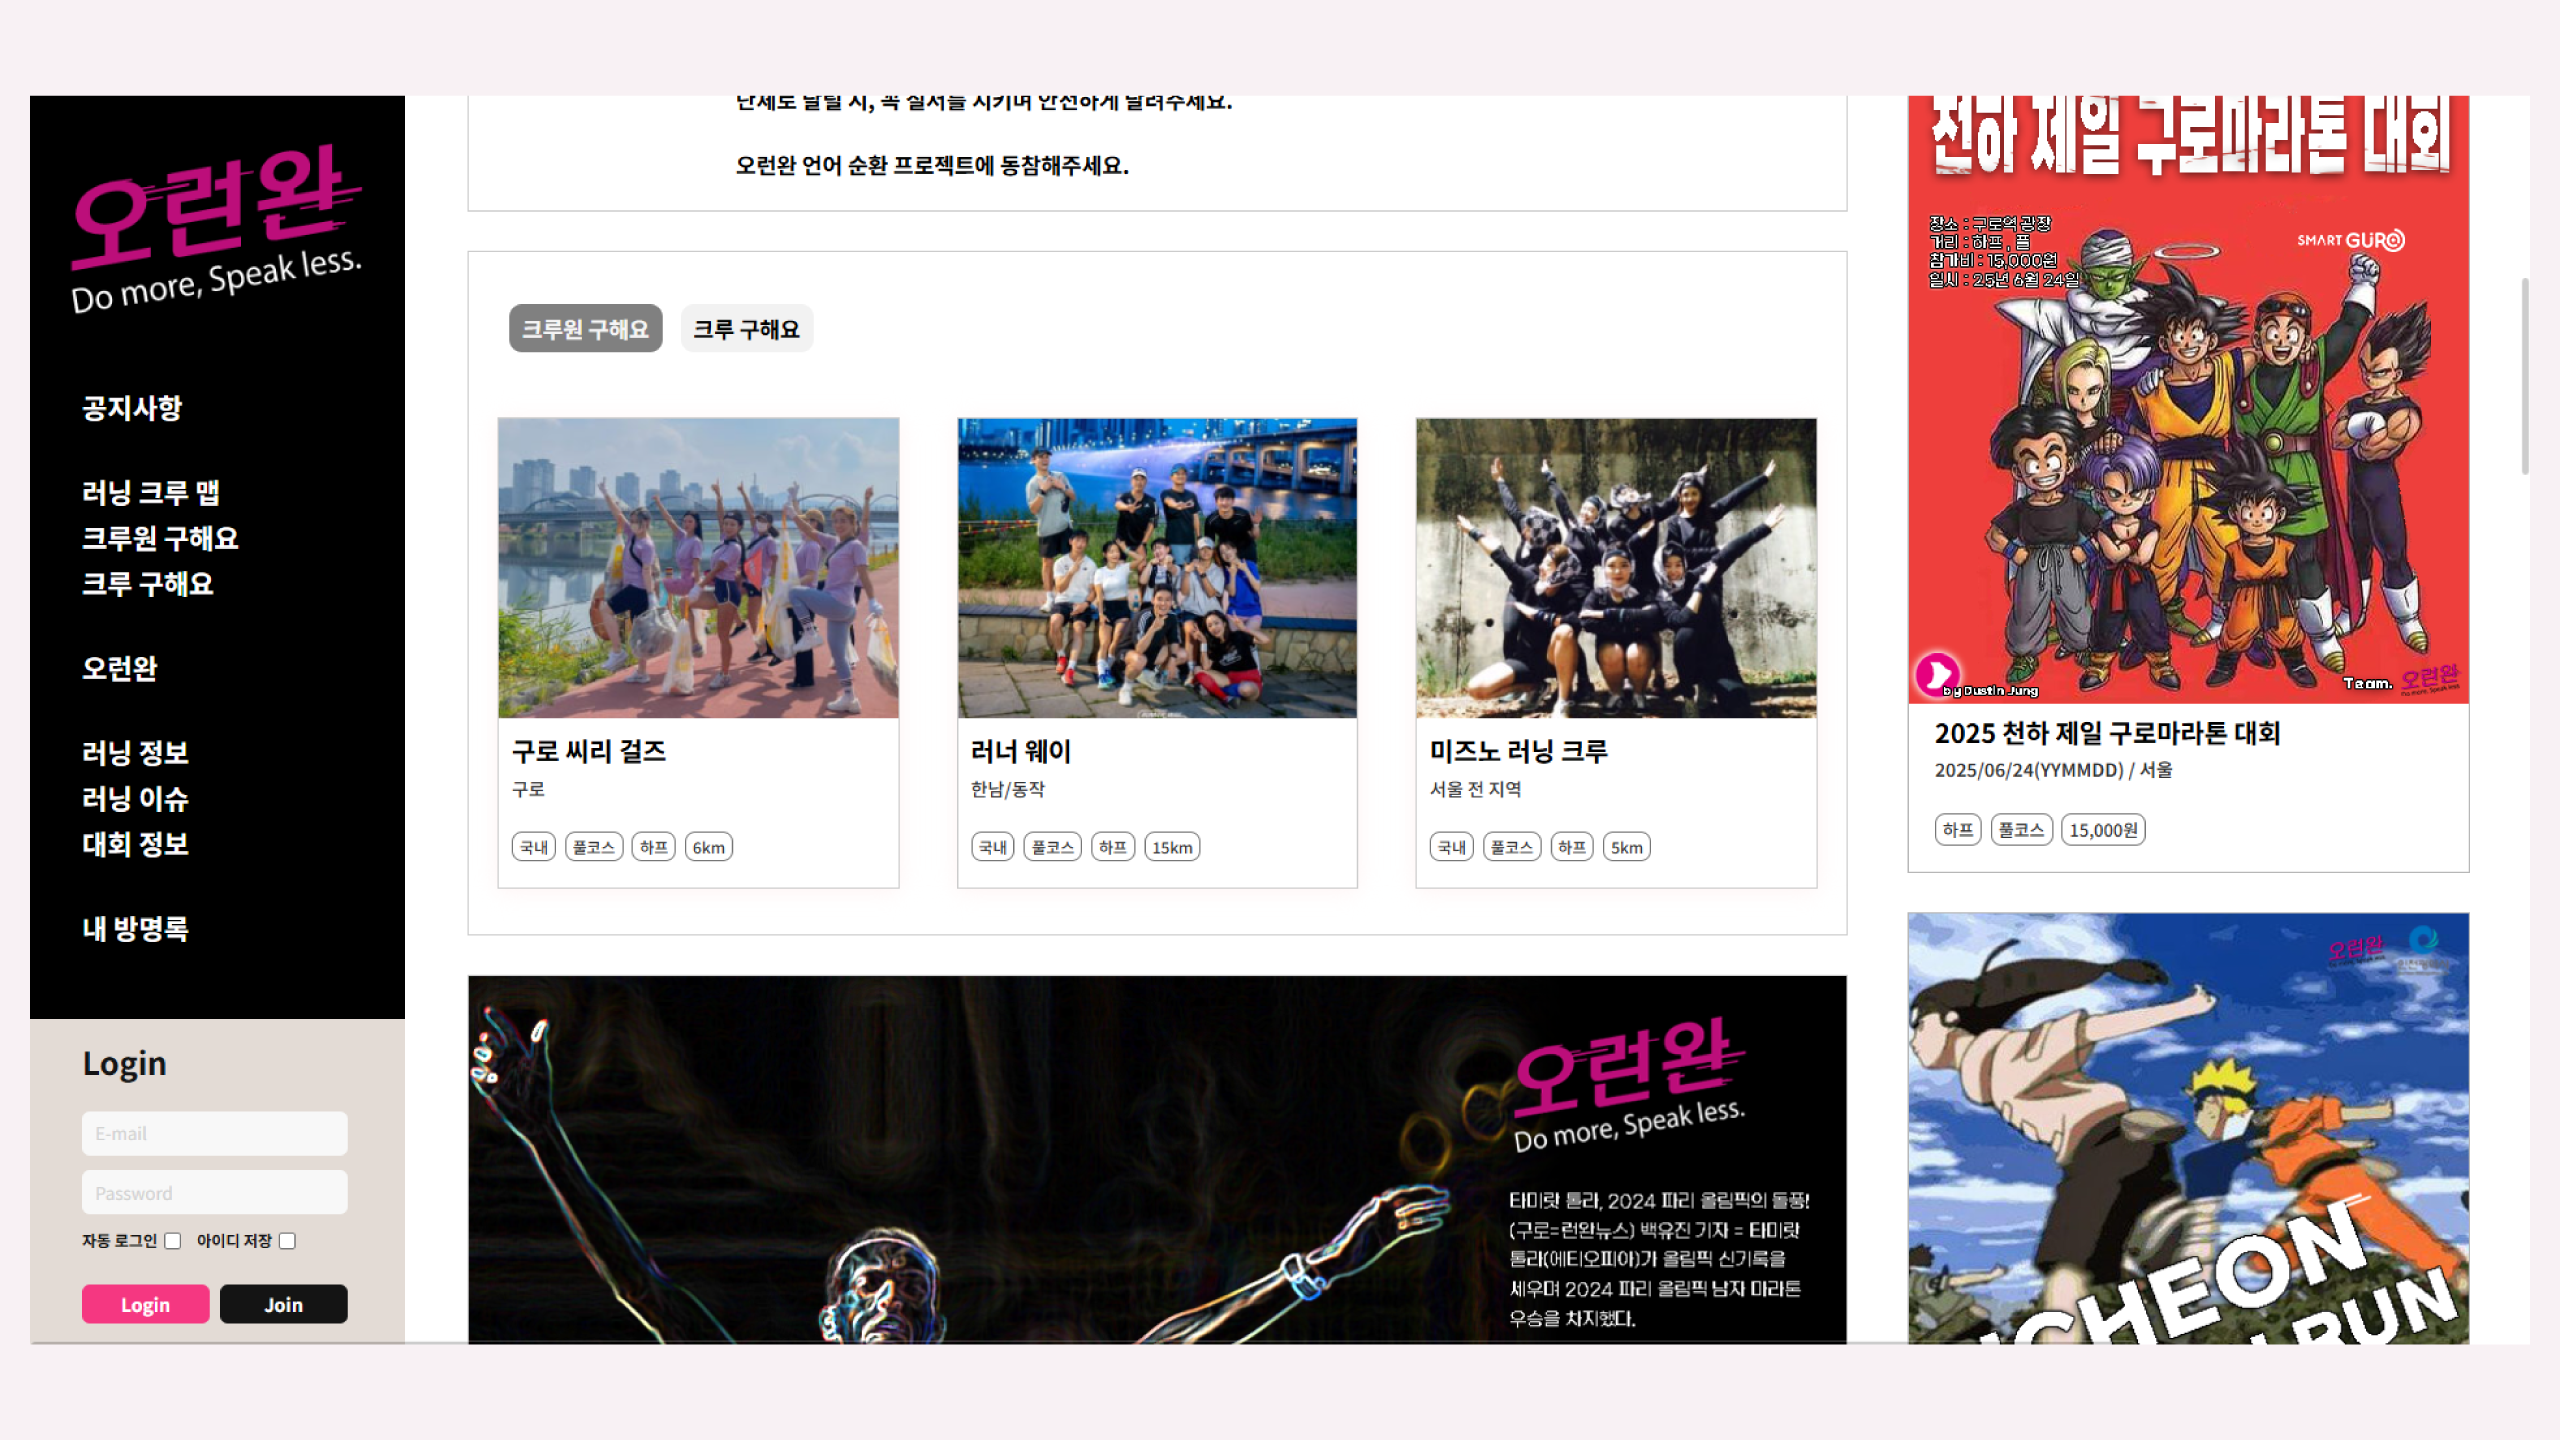 오런완
Do more, Speak less.
공지사항
러닝 크루 맵
크루원 구해요
크루 구해요
오런완
러닝 정보
러닝 이슈
대회 정보
내 방명록
Login
E-mail
Password
자동 로그인 아이디 저장
Login Join
단체로 달릴 시, 꼭 질서를 지키며 안전하게 달려주세요.
오런완 언어 순환 프로젝트에 동참해주세요.
크루원 구해요 크루 구해요
구로 씨리 걸즈
구로
국내 풀코스 하프 6km
러너 웨이
한남/동작
국내 풀코스 하프 15km
미즈노 러닝 크루
서울 전 지역
국내 풀코스 하프 5km
오런완
Do more, Speak less.
타미랏 톨라, 2024 파리 올림픽의 돌풍!
(구로=런완뉴스) 백유진 기자 = 타미랏
톨라(에티오피아)가 올림픽 신기록을
세우며 2024 파리 올림픽 남자 마라톤
우승을 차지했다.
천하 제일 구로마라톤 대회
장소 : 구로역 광장
거리 : 하프 , 풀
참가비 : 15,000원
일시 : 25년 6월 24일
SMART GURO
by Dustin Jung
Team. 오런완
2025 천하 제일 구로마라톤 대회
2025/06/24(YYMMDD) / 서울
하프 풀코스 15,000원
오런완
CHEON
RUN